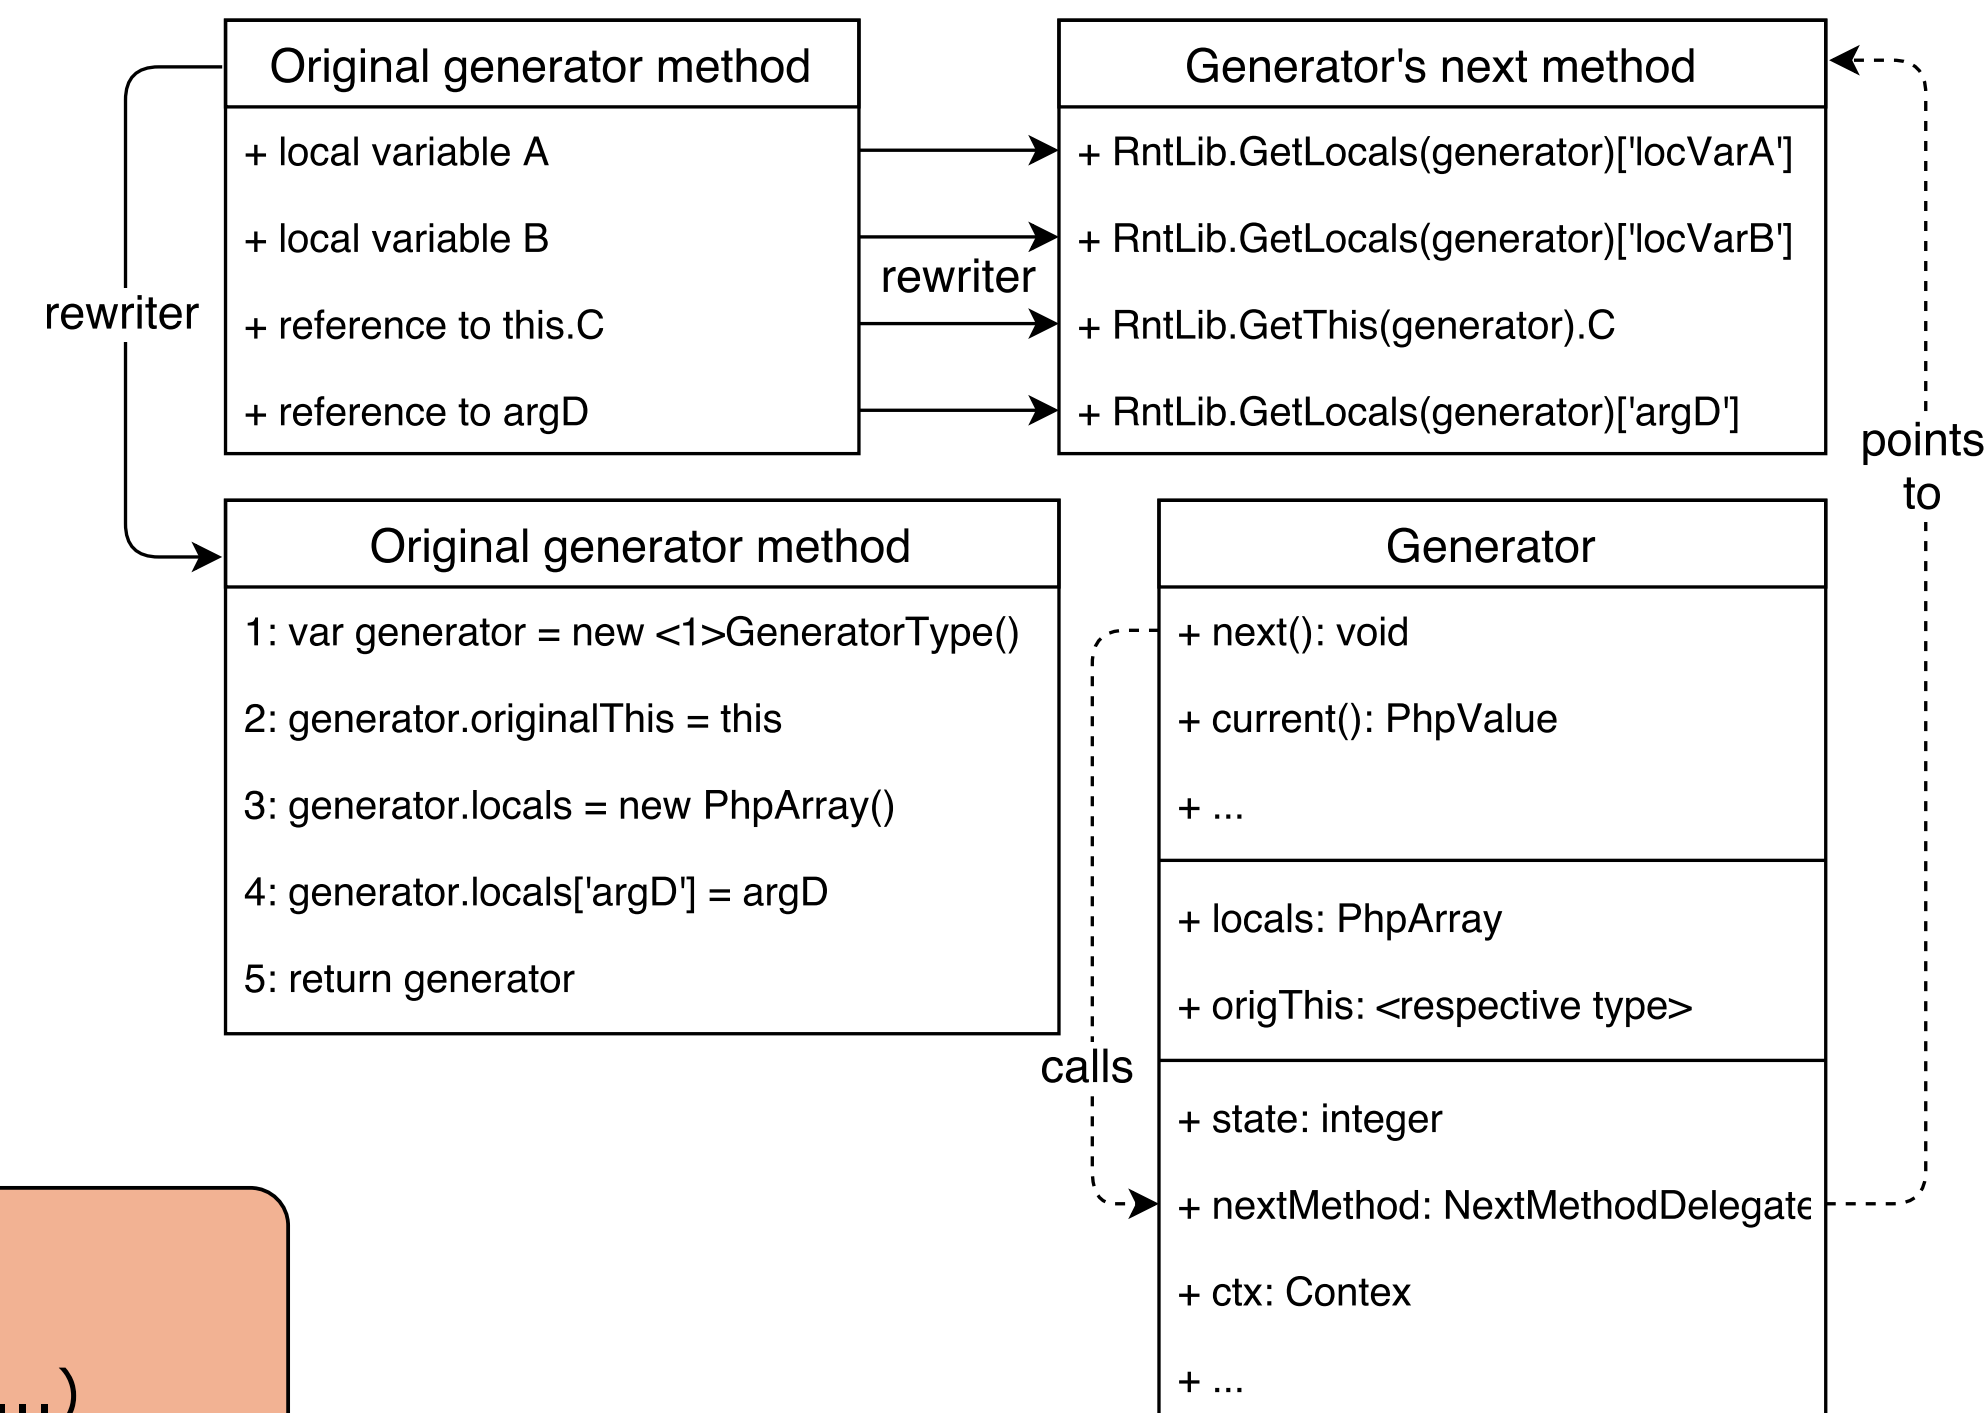 Original generator method
+ local variable A
+ local variable B
+ reference to this.C
+ reference to argD
rewriter
rewriter
Generator's next method
+ RntLib.GetLocals(generator)['locVarA']
+ RntLib.GetLocals(generator)['locVarB']
+ RntLib.GetThis(generator).C
+ RntLib.GetLocals(generator)['argD']
points
to
Original generator method
1: var generator = new <1>GeneratorType()
2: generator.originalThis = this
3: generator.locals = new PhpArray()
4: generator.locals['argD'] = argD
5: return generator
calls
Generator
+ next(): void
+ current(): PhpValue
+ ...
+ locals: PhpArray
+ origThis: <respective type>
+ state: integer
+ nextMethod: NextMethodDelegate
+ ctx: Contex
+ ...